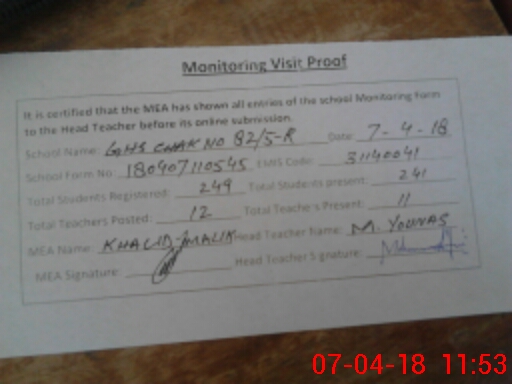 Monitoring Visit Proof
It is certified that the MEA has shown all entries of the school Monitoring Form
to the Head Teacher before its online submission.
School Name: GHS CHAK NO 82/5-R Date: 7-4-18
School Form No: 180407110545 EMIS Code: 31140041
Total Students Registered: 249 Total Students present: 241
Total Teachers Posted: 12 Total Teachers Present: 11
MEA Name: KHALID MALIK Head Teacher Name: M. YOUNAS
MEA Signature: Head Teacher Signature:
07-04-18 11:53